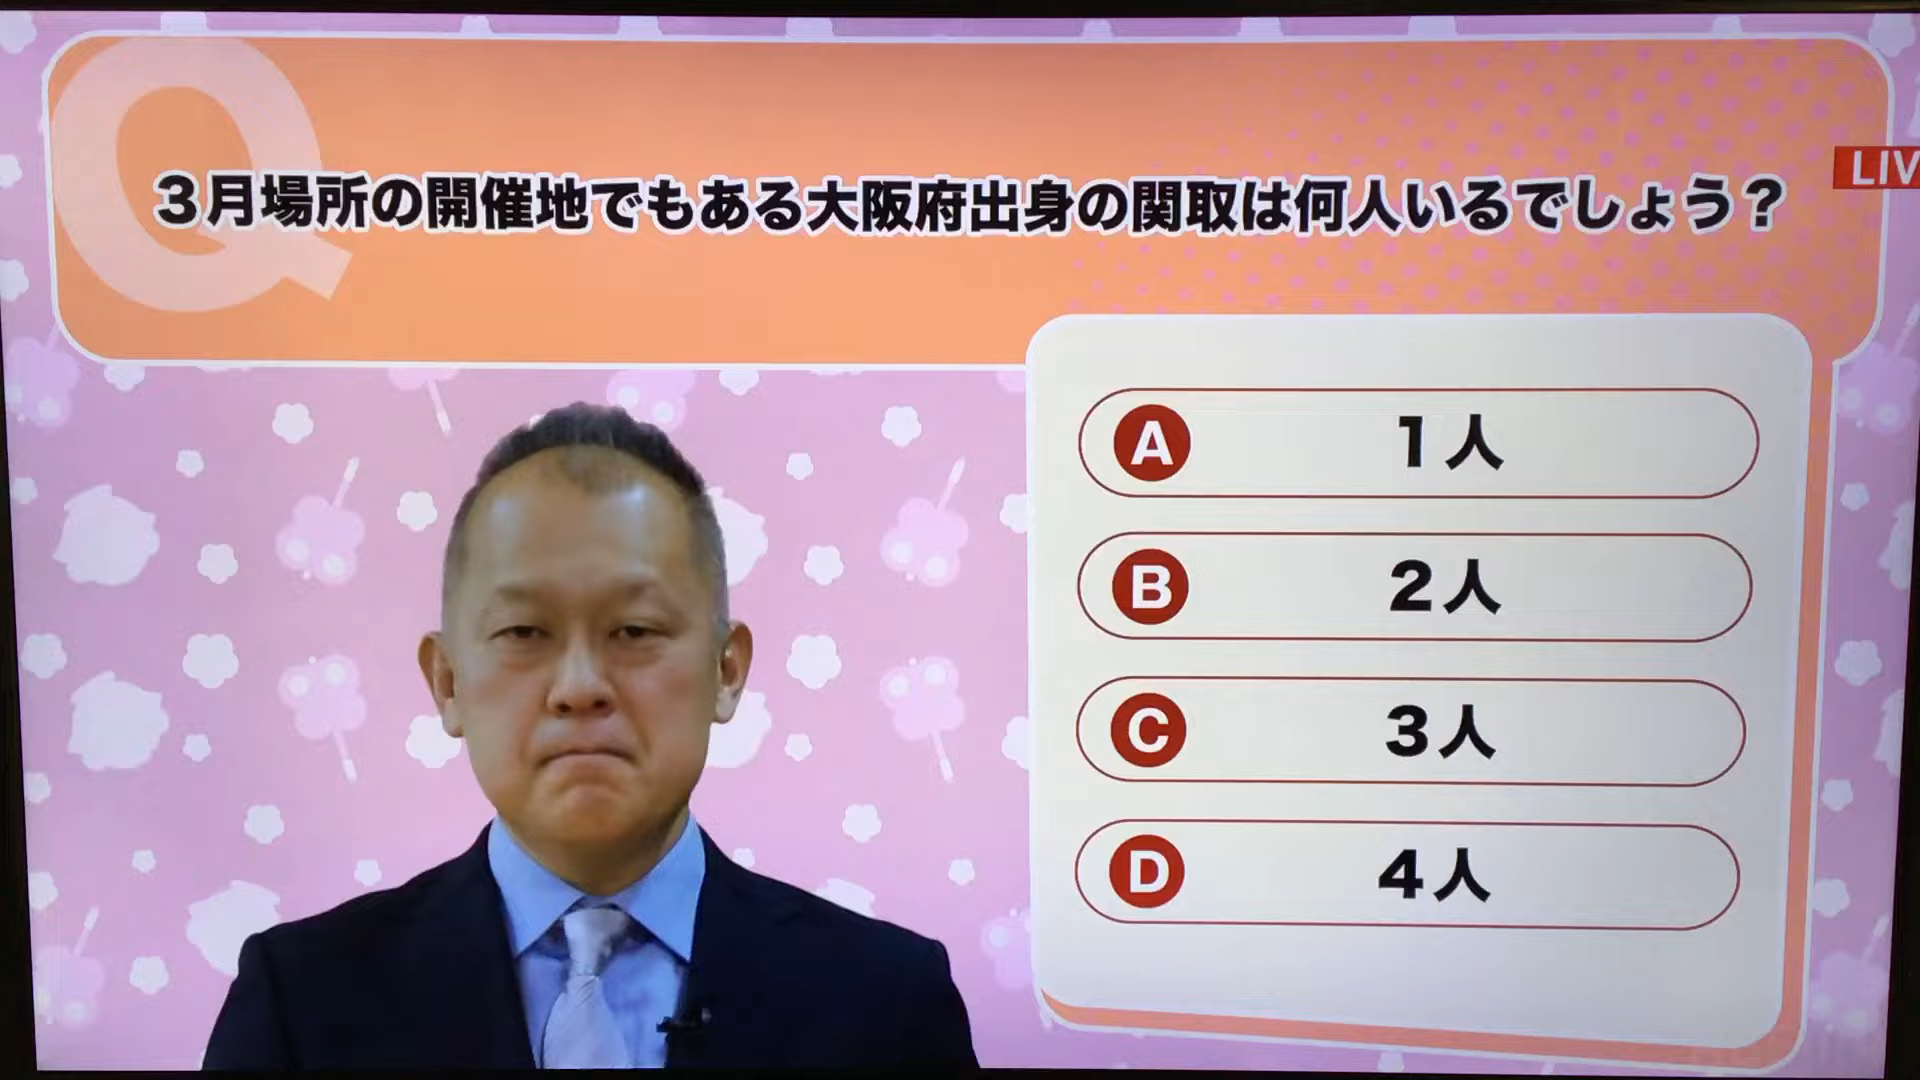 Q
3月場所の開催地でもある大阪府出身の関取は何人いるでしょう？
LIV
A 1人
B 2人
C 3人
D 4人